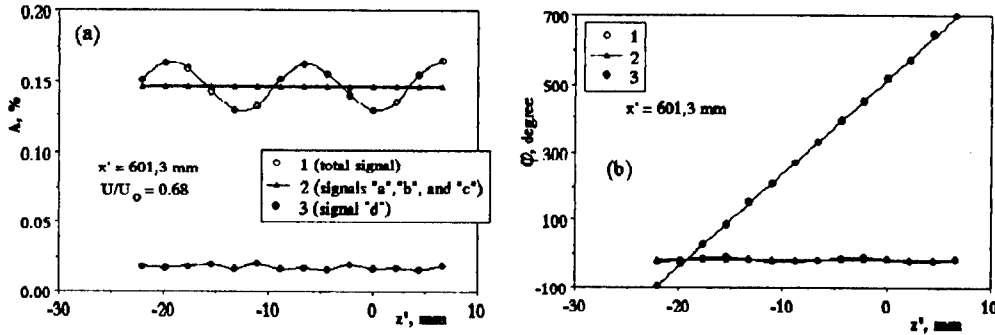 0.20
(a)
0.15
A, %
0.10
x' = 601,3 mm
U/U₀ = 0.68
1 (total signal)
2 (signals "a","b", and "c")
3 (signal "d")
0.05
0.00
-30
-20
-10
0
10
z', mm
700
1
2
3
500
x' = 601,3 mm
φ, degree
300
(b)
100
-100
-30
-20
-10
0
10
z', mm